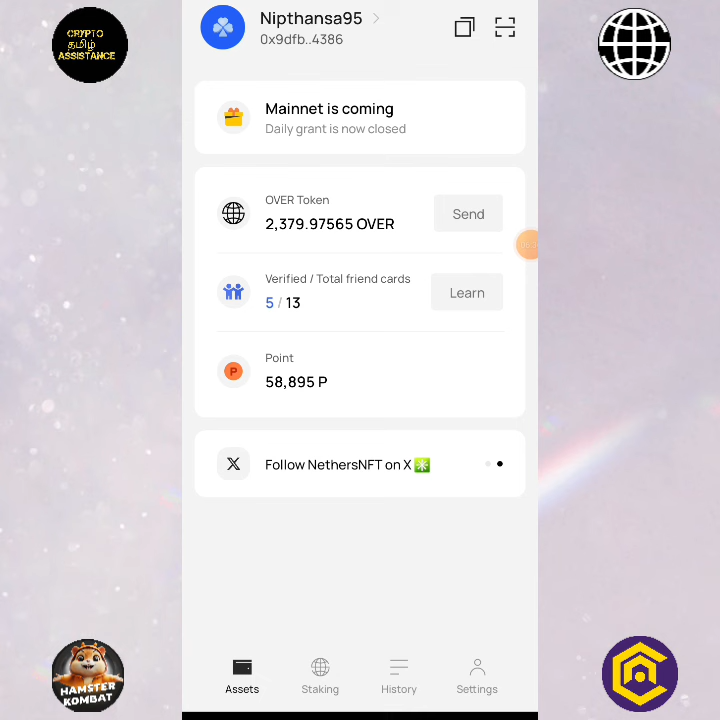 CRYPTO
தமிழ்
ASSISTANCE
Nipthansa95
0x9dfb..4386
Mainnet is coming
Daily grant is now closed
OVER Token
2,379.97565 OVER
Send
Verified / Total friend cards
5 / 13
Learn
P
Point
58,895 P
Follow NethersNFT on X
Assets
Staking
History
Settings
HAMSTER
KOMBAT